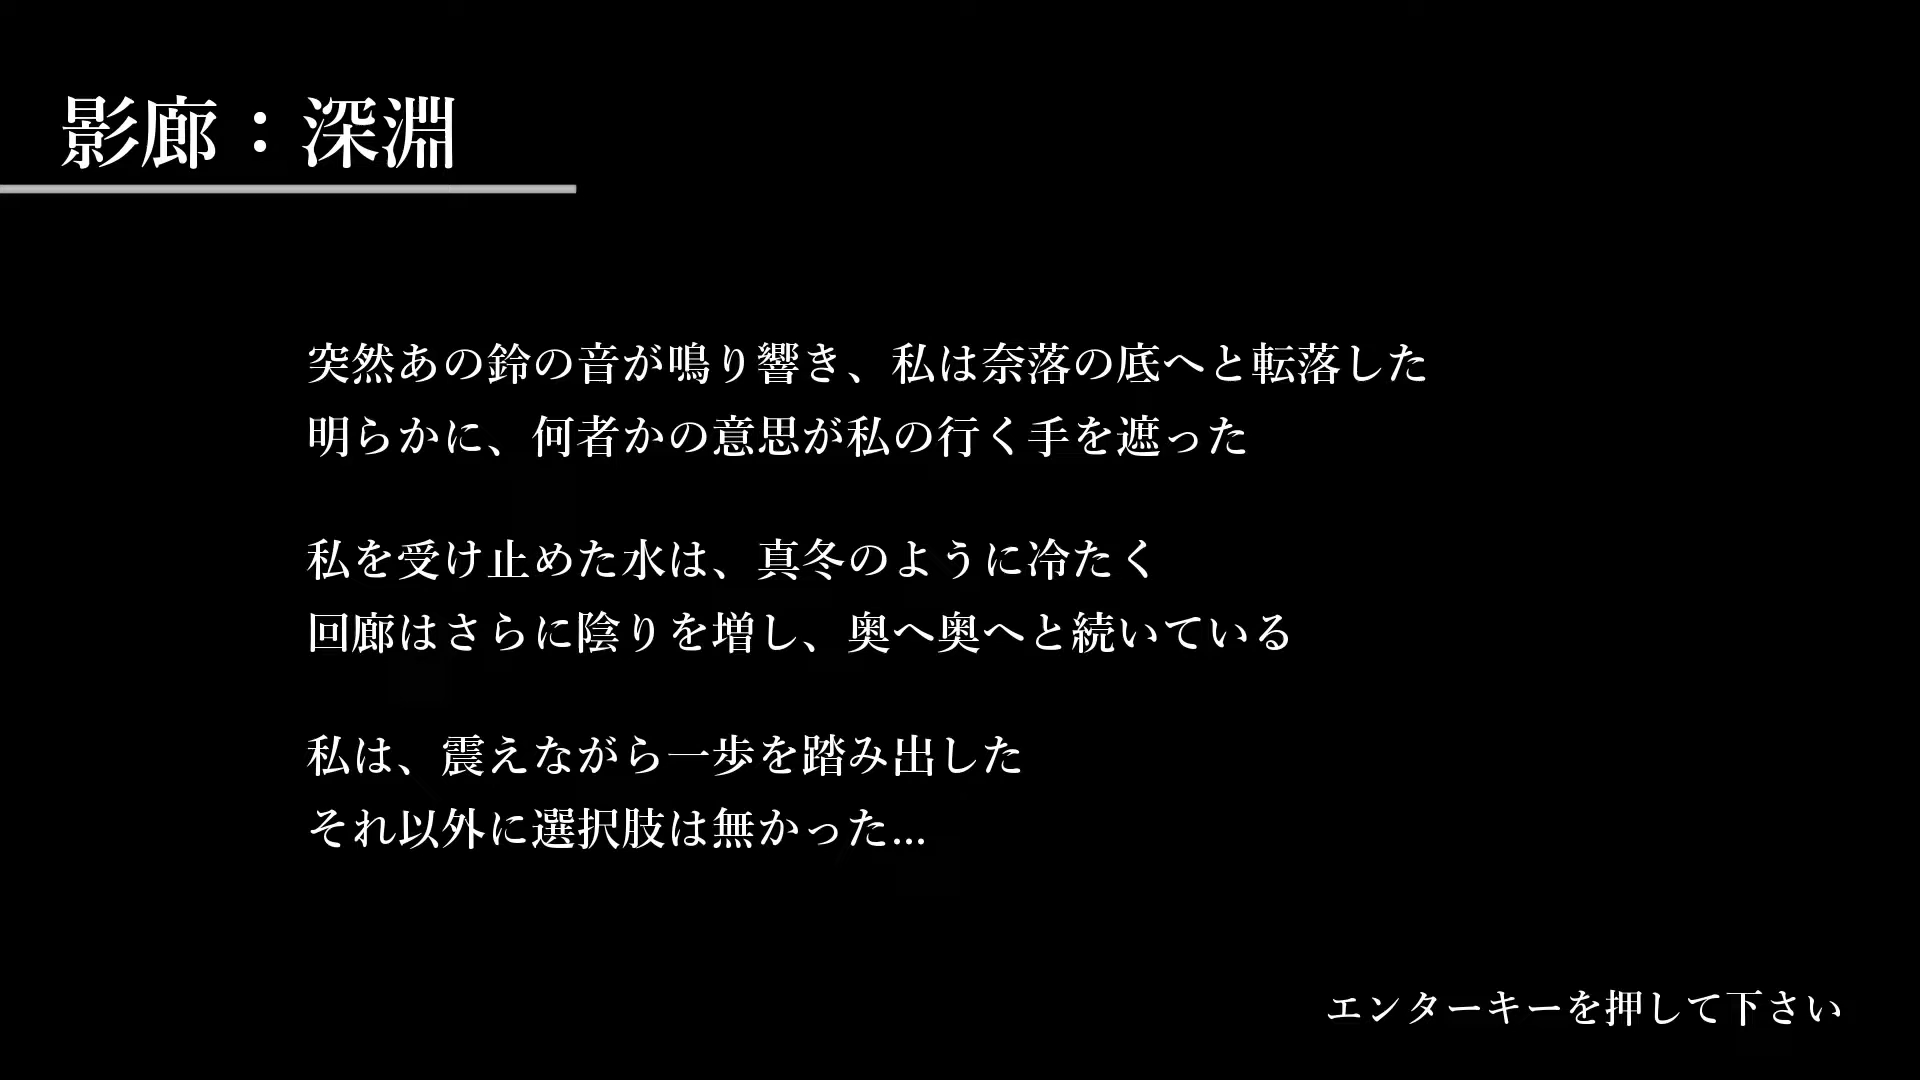 影廊：深淵
突然あの鈴の音が鳴り響き、私は奈落の底へと転落した
明らかに、何者かの意思が私の行く手を遮った
私を受け止めた水は、真冬のように冷たく
回廊はさらに陰りを増し、奥へ奥へと続いている
私は、震えながら一歩を踏み出した
それ以外に選択肢は無かった...
エンターキーを押して下さい